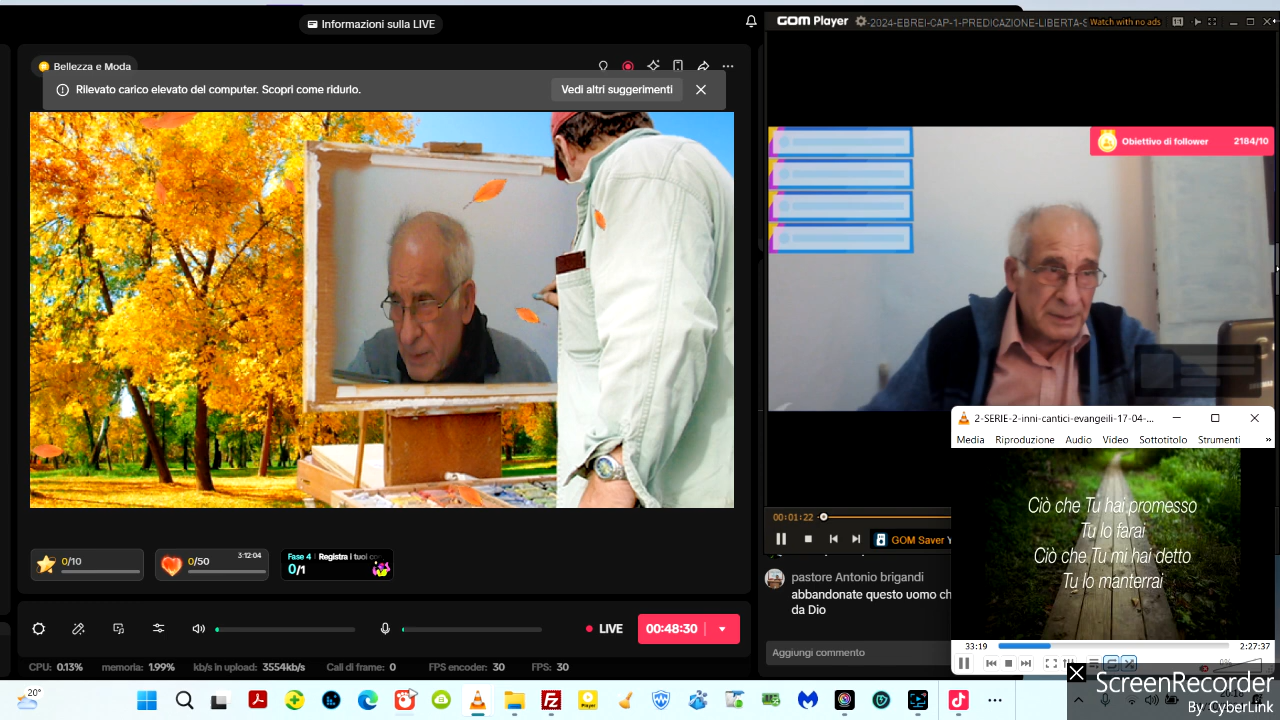 Informazioni sulla LIVE
Bellezza e Moda
Rilevato carico elevato del computer. Scopri come ridurlo.
Vedi altri suggerimenti
0/10
0/50
3:12:04
Fase 4
Registra i tuoi
0/1
LIVE
00:48:30
CPU: 0.13%
memoria: 1.99%
kb/s in upload: 3554kb/s
Cali di frame: 0
FPS encoder: 30
FPS: 30
GOM Player
-2024-EBREI-CAP-1-PREDICAZIONE-LIBERTA-S
Watch with no ads
Obiettivo di follower
2184/10
00:01:22
GOM Saver
pastore Antonio brigandi
abbandonate questo uomo
da Dio
Aggiungi commento
2-SERIE-2-inni-cantici-evangeili-17-04-...
Media Riproduzione Audio Video Sottotitolo Strumenti »
Ciò che Tu hai promesso
Tu lo farai
Ciò che Tu mi hai detto
Tu lo manterrai
33:19
2:27:37
0%
20°
Player
ScreenRecorder
By CyberLink